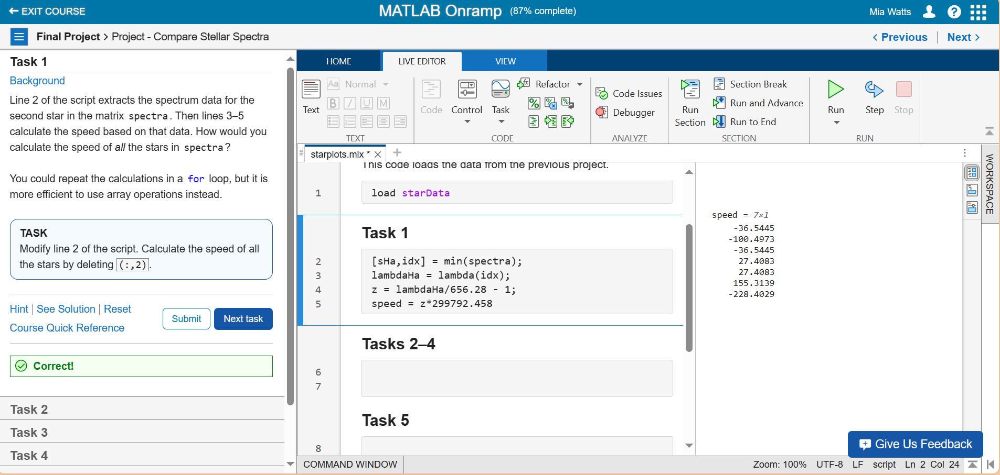 EXIT COURSE
MATLAB Onramp (87% complete)
Mia Watts
Final Project > Project - Compare Stellar Spectra
< Previous | Next >
Task 1
Background
Line 2 of the script extracts the spectrum data for the
second star in the matrix spectra. Then lines 3–5
calculate the speed based on that data. How would you
calculate the speed of all the stars in spectra?
You could repeat the calculations in a for loop, but it is
more efficient to use array operations instead.
TASK
Modify line 2 of the script. Calculate the speed of all
the stars by deleting (:,2).
Hint | See Solution | Reset
Course Quick Reference
Submit
Next task
Correct!
Task 2
Task 3
Task 4
HOME
LIVE EDITOR
VIEW
Text
Aa Normal
B I U M
TEXT
Code
Control
Task
Refactor
CODE
Code Issues
Debugger
ANALYZE
Run
Section
Section Break
Run and Advance
Run to End
SECTION
Run
Step
Stop
RUN
starplots.mlx *
WORKSPACE
This code loads the data from the previous project.
1 load starData
Task 1
2 [sHa,idx] = min(spectra);
3 lambdaHa = lambda(idx);
4 z = lambdaHa/656.28 - 1;
5 speed = z*299792.458
Tasks 2–4
6
7
Task 5
8
speed = 7×1
-36.5445
-100.4973
-36.5445
27.4083
27.4083
155.3139
-228.4029
Give Us Feedback
COMMAND WINDOW
Zoom: 100% UTF-8 LF script Ln 2 Col 24